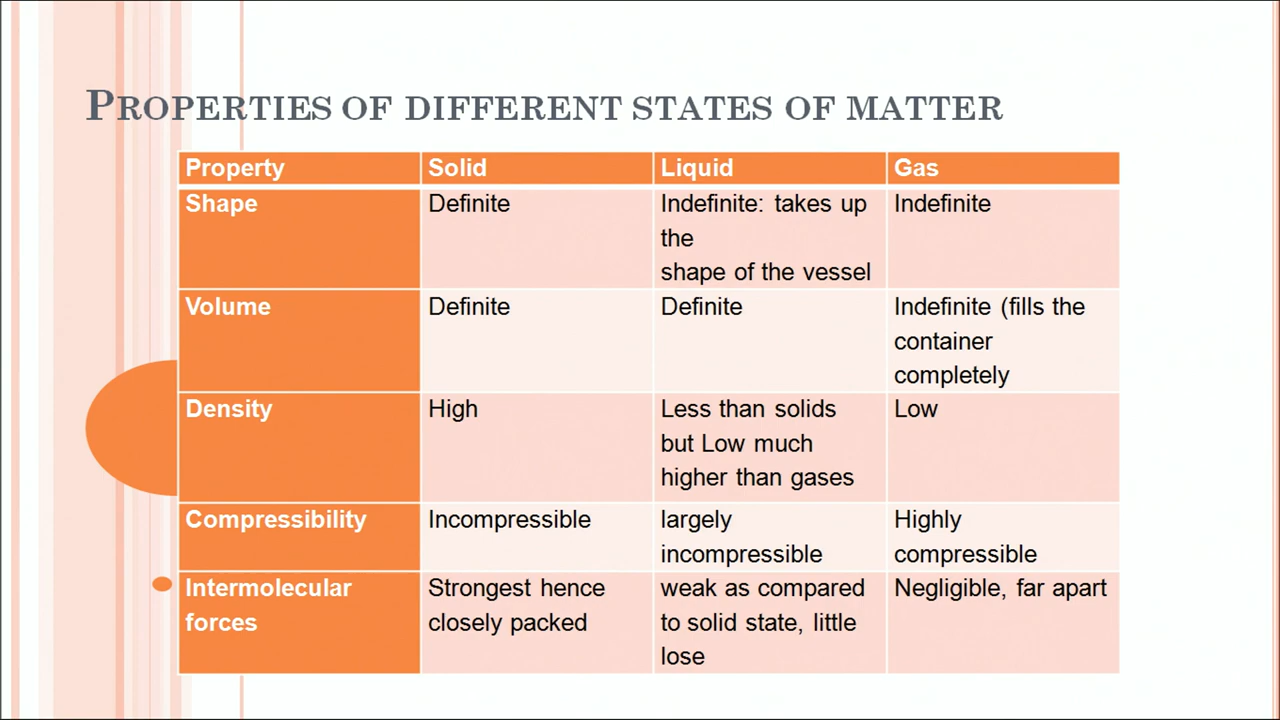 PROPERTIES OF DIFFERENT STATES OF MATTER
Property Solid Liquid Gas
Shape Definite Indefinite: takes up Indefinite
the
shape of the vessel
Volume Definite Definite Indefinite (fills the
container
completely
Density High Less than solids Low
but Low much
higher than gases
Compressibility Incompressible largely Highly
incompressible compressible
Intermolecular Strongest hence weak as compared Negligible, far apart
forces closely packed to solid state, little
lose